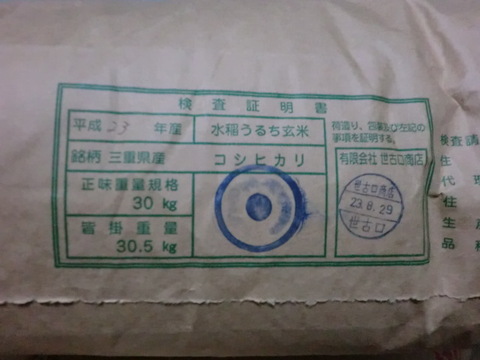 検査証明書
平成23年産 水稲うるち玄米
銘柄 三重県産 コシヒカリ
正味重量規格
30 kg
皆掛重量
30.5 kg
荷造り、包装及び左記の
事項を証明する。
有限会社 世古口商店
世古口商店
23.8.29
世古口
検査請
住
代理
住
生産
品種